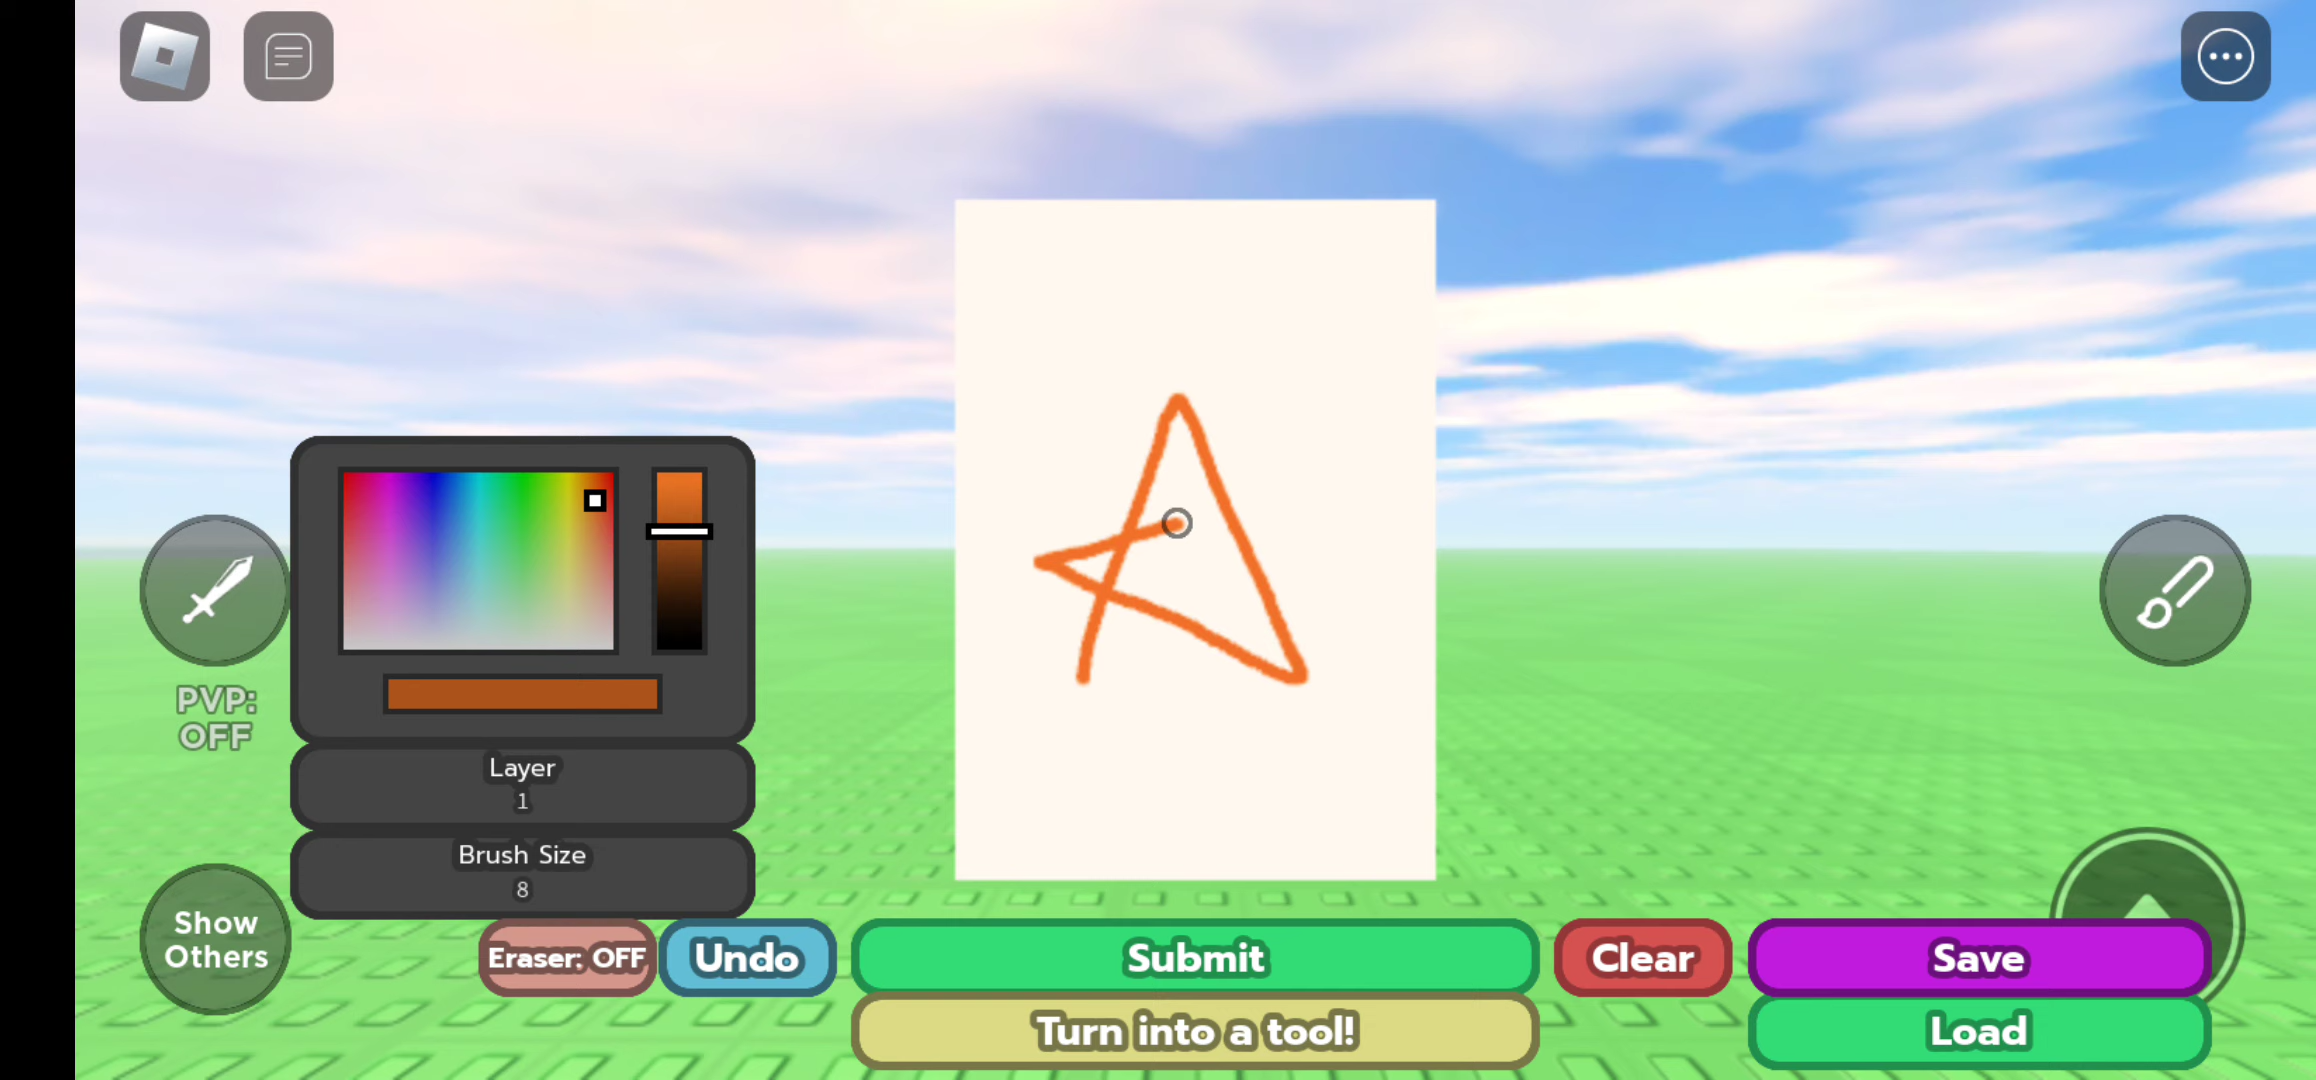 PVP:
OFF
Layer
1
Brush Size
8
Show
Others
Eraser: OFF
Undo
Submit
Clear
Save
Turn into a tool!
Load